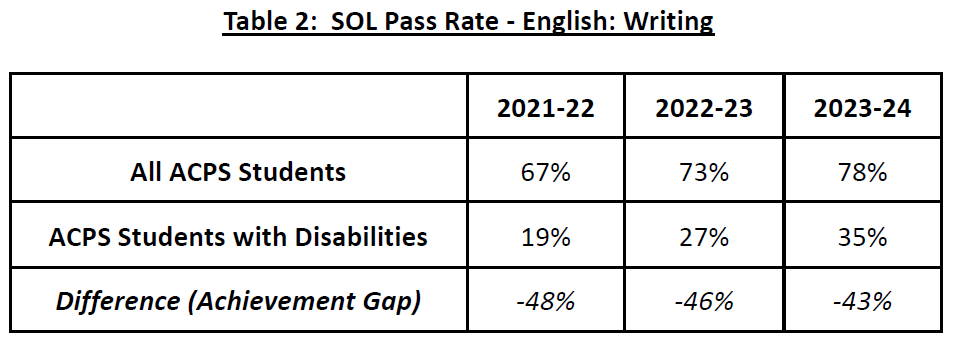 Table 2:  SOL Pass Rate - English: Writing
2021-22 2022-23 2023-24
All ACPS Students 67% 73% 78%
ACPS Students with Disabilities 19% 27% 35%
Difference (Achievement Gap) -48% -46% -43%